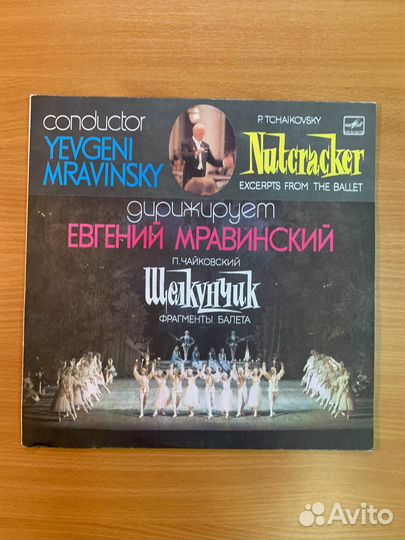 conductor
YEVGENI
MRAVINSKY
P. TCHAIKOVSKY
Nutcracker
EXCERPTS FROM THE BALLET
дирижирует
ЕВГЕНИЙ МРАВИНСКИЙ
П. ЧАЙКОВСКИЙ
Щелкунчик
ФРАГМЕНТЫ БАЛЕТА
Avito